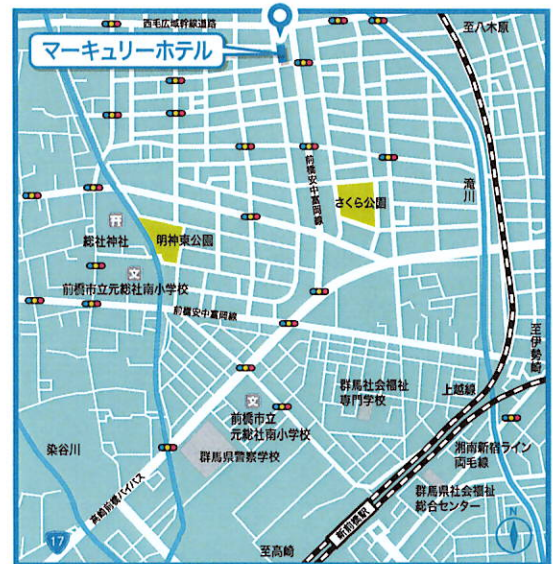 西毛広域幹線道路
至八木原
マーキュリーホテル
前橋安中富岡線
さくら公園
滝川
総社神社
明神東公園
前橋市立元総社南小学校
前橋安中富岡線
至伊勢崎
群馬社会福祉
専門学校
上越線
前橋市立
元総社南小学校
染谷川
群馬県警察学校
湘南新宿ライン
両毛線
高崎前橋バイパス
群馬県社会福祉
総合センター
新前橋駅
N
17
至高崎